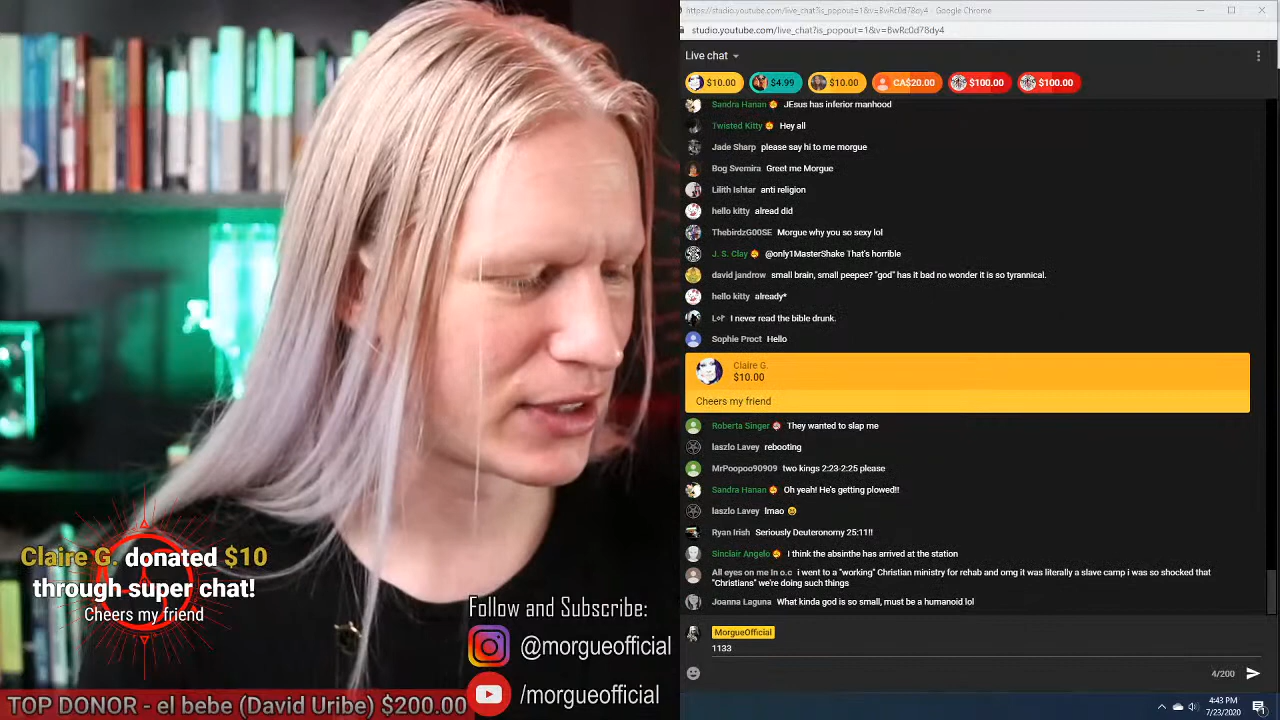 https://studio.youtube.com/live_chat?is_popout=1&v=BwRc0d78dy4 - Google Chrome
studio.youtube.com/live_chat?is_popout=1&v=BwRc0d78dy4
Live chat
$10.00 $4.99 $10.00 CA$20.00 $100.00 $100.00
Sandra Hanan JEsus has inferior manhood
Twisted Kitty Hey all
Jade Sharp please say hi to me morgue
Bog Svemira Greet me Morgue
Lilith Ishtar anti religion
hello kitty alread did
ThebirdzG00SE Morgue why you so sexy lol
J. S. Clay @only1MasterShake That's horrible
david jandrow small brain, small peepee? "god" has it bad no wonder it is so tyrannical.
hello kitty already*
I never read the bible drunk.
Sophie Proct Hello
Claire G.
$10.00
Cheers my friend
Roberta Singer They wanted to slap me
laszlo Lavey rebooting
MrPoopoo90909 two kings 2:23-2:25 please
Sandra Hanan Oh yeah! He's getting plowed!!
laszlo Lavey lmao
Ryan Irish Seriously Deuteronomy 25:11!!
Sinclair Angelo I think the absinthe has arrived at the station
All eyes on me In o.c i went to a "working" Christian ministry for rehab and omg it was literally a slave camp i was so shocked that
"Christians" we're doing such things
Joanna Laguna What kinda god is so small, must be a humanoid lol
MorgueOfficial
1133
4/200
4:43 PM
7/23/2020
Claire G. donated $10
through super chat!
Cheers my friend
Follow and Subscribe:
@morgueofficial
/morgueofficial
TOP DONOR - el bebe (David Uribe) $200.00